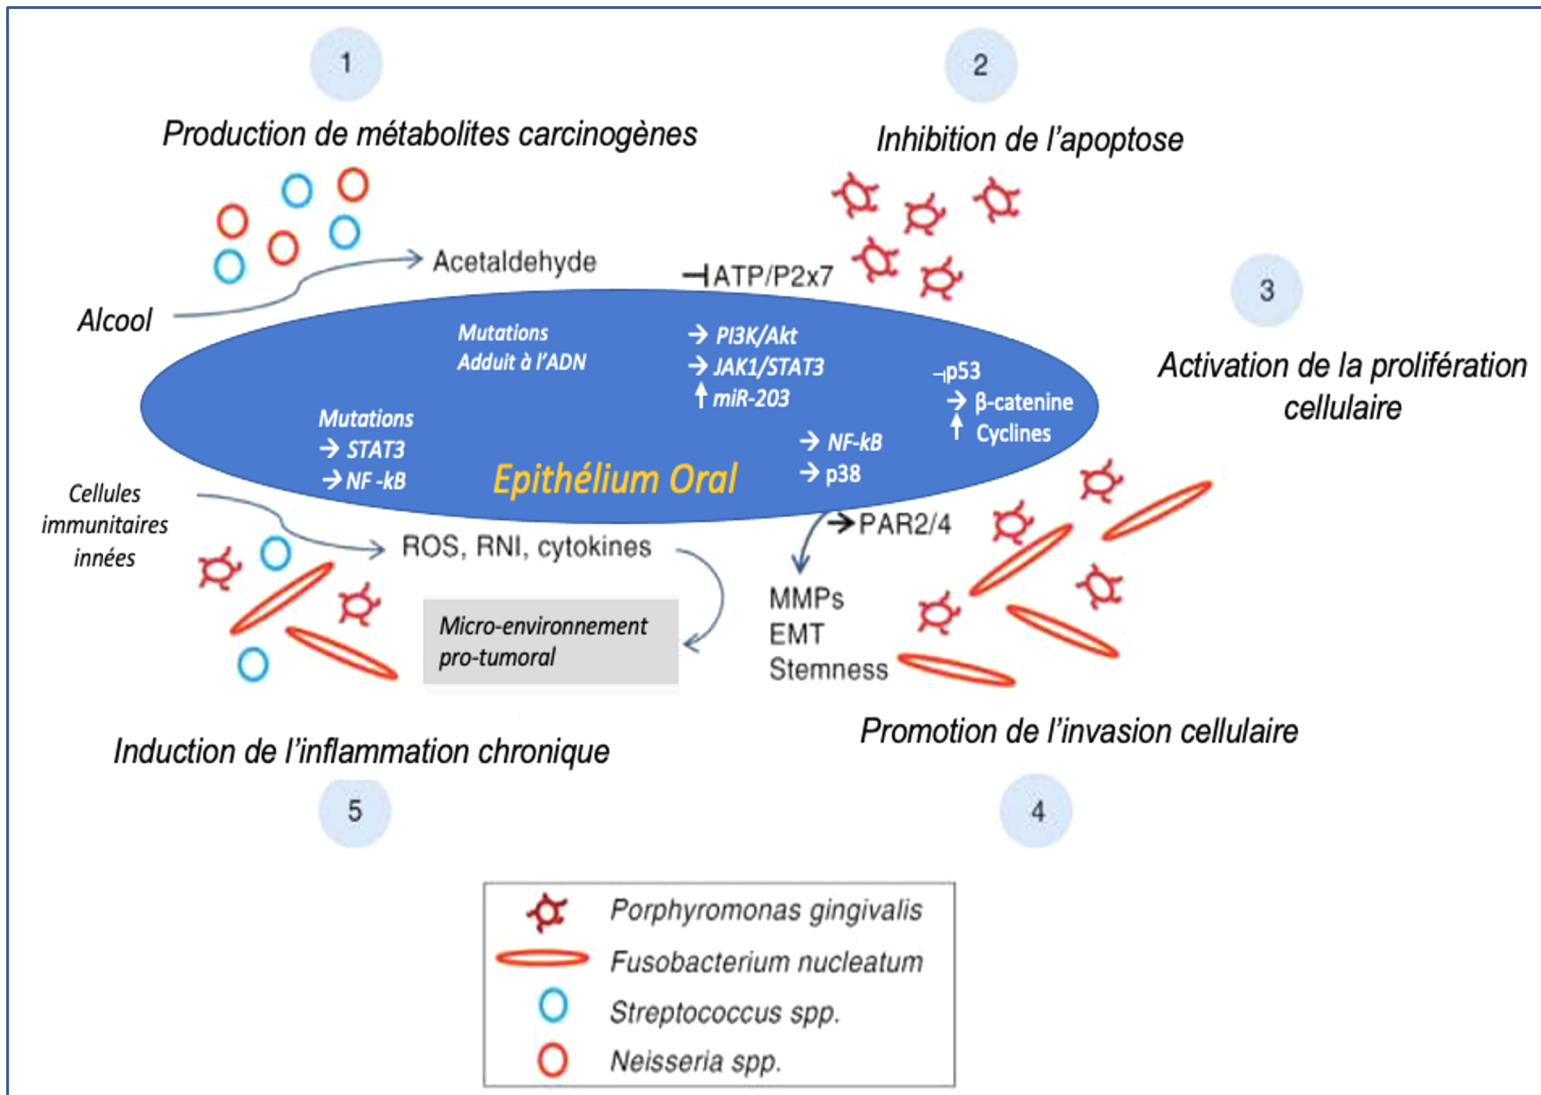 1
Production de métabolites carcinogènes
2
Inhibition de l'apoptose
Alcool
Acetaldehyde
⊣ATP/P2x7
3
Activation de la prolifération
cellulaire
Mutations
Adduit à l'ADN
→ PI3K/Akt
→ JAK1/STAT3
↑ miR-203
⊣p53
→ β-catenine
↑ Cyclines
Mutations
→ STAT3
→ NF -kB
→ NF-kB
→ p38
Epithélium Oral
Cellules
immunitaires
innées
ROS, RNI, cytokines
→ PAR2/4
Micro-environnement
pro-tumoral
MMPs
EMT
Stemness
Induction de l'inflammation chronique
5
Promotion de l'invasion cellulaire
4
Porphyromonas gingivalis
Fusobacterium nucleatum
Streptococcus spp.
Neisseria spp.